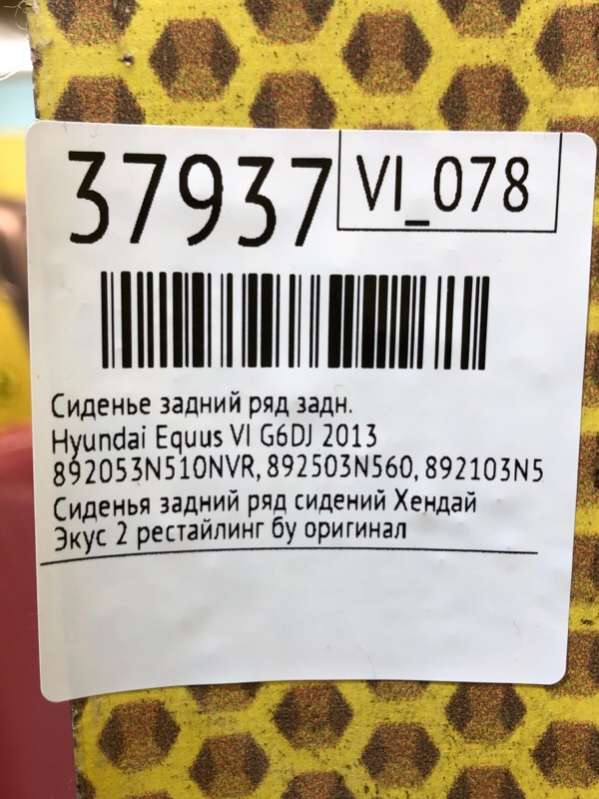 37937
VI_078
Сиденье задний ряд задн.
Hyundai Equus VI G6DJ 2013
892053N510NVR, 892503N560, 892103N5
Сиденья задний ряд сидений Хендай
Экус 2 рестайлинг бу оригинал